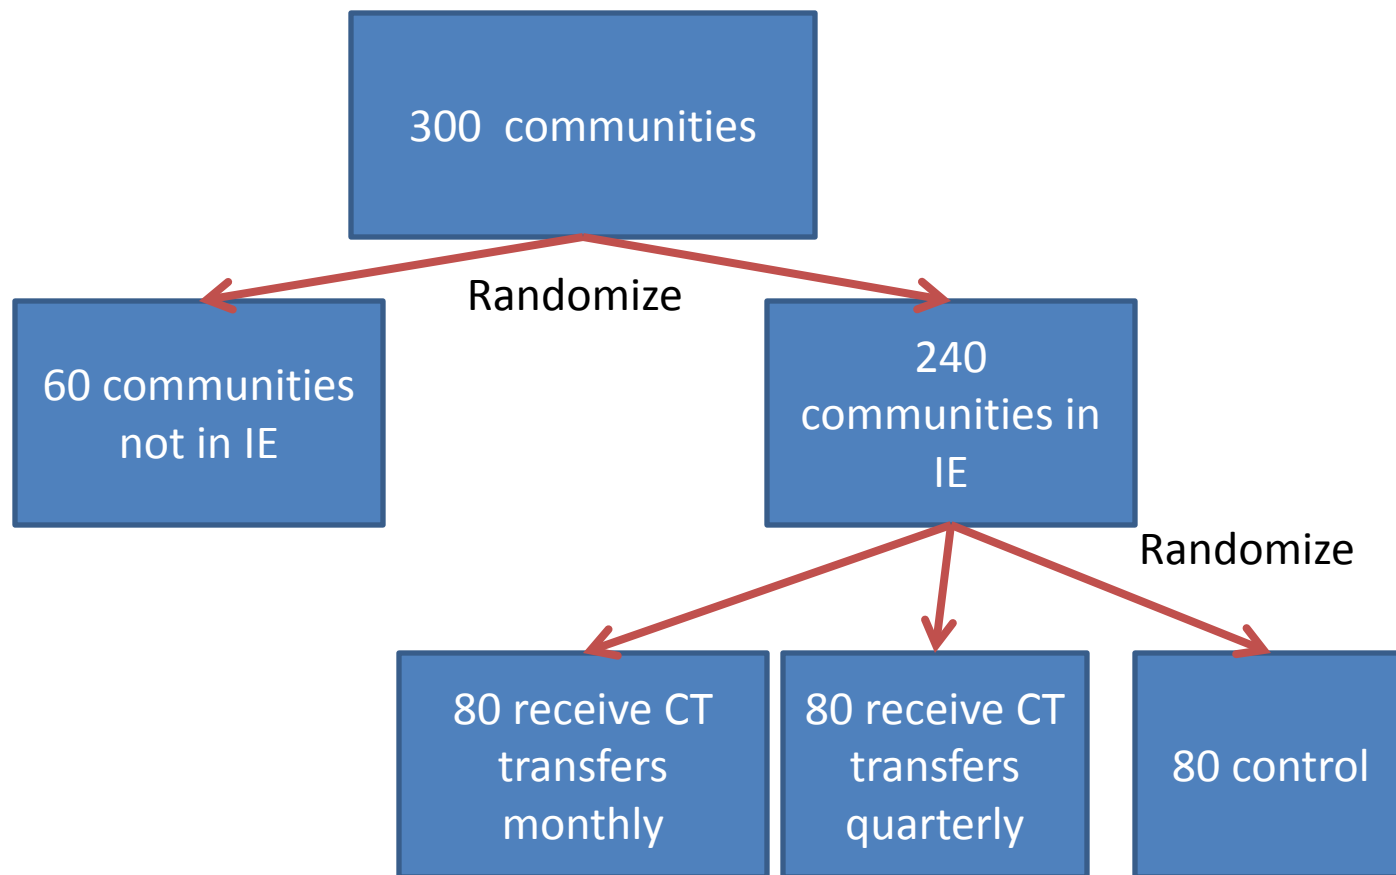 300  communities
Randomize
60 communities
not in IE
240
communities in
IE
Randomize
80 receive CT
transfers
monthly
80 receive CT
transfers
quarterly
80 control